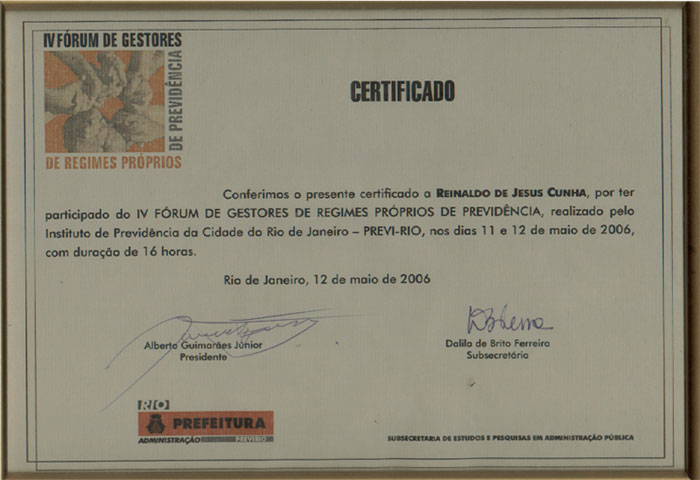 IV FÓRUM DE GESTORES
DE PREVIDÊNCIA
DE REGIMES PRÓPRIOS
CERTIFICADO
Conferimos o presente certificado a REINALDO DE JESUS CUNHA, por ter
participado do IV FÓRUM DE GESTORES DE REGIMES PRÓPRIOS DE PREVIDÊNCIA, realizado pelo
Instituto de Previdência da Cidade do Rio de Janeiro – PREVI-RIO, nos dias 11 e 12 de maio de 2006,
com duração de 16 horas.
Rio de Janeiro, 12 de maio de 2006
Alberto Guimarães Júnior
Presidente
Dalila de Brito Ferreira
Subsecretária
RIO
PREFEITURA
ADMINISTRAÇÃO PREVIRIO
SUBSECRETARIA DE ESTUDOS E PESQUISAS EM ADMINISTRAÇÃO PÚBLICA